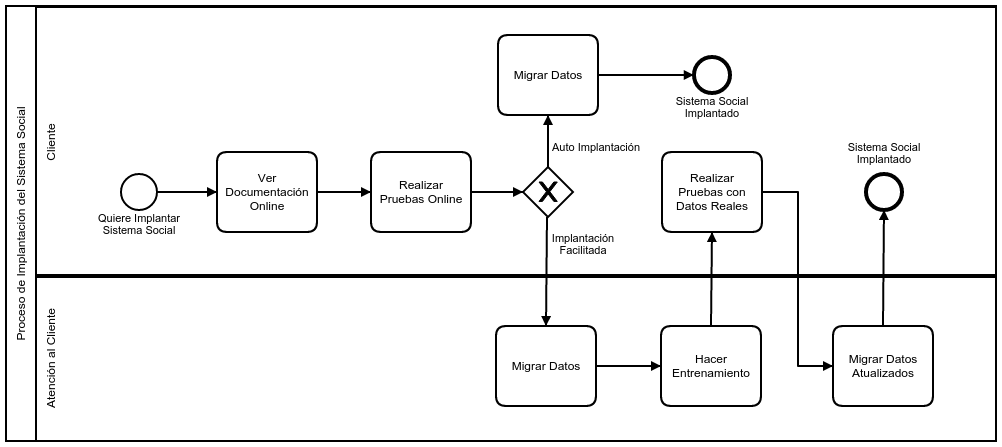 Proceso de Implantación del Sistema Social
Cliente
Quiere Implantar
Sistema Social
Ver
Documentación
Online
Realizar
Pruebas Online
Migrar Datos
Sistema Social
Implantado
Auto Implantación
Implantación
Facilitada
Realizar
Pruebas con
Datos Reales
Sistema Social
Implantado
Atención al Cliente
Migrar Datos
Hacer
Entrenamiento
Migrar Datos
Atualizados